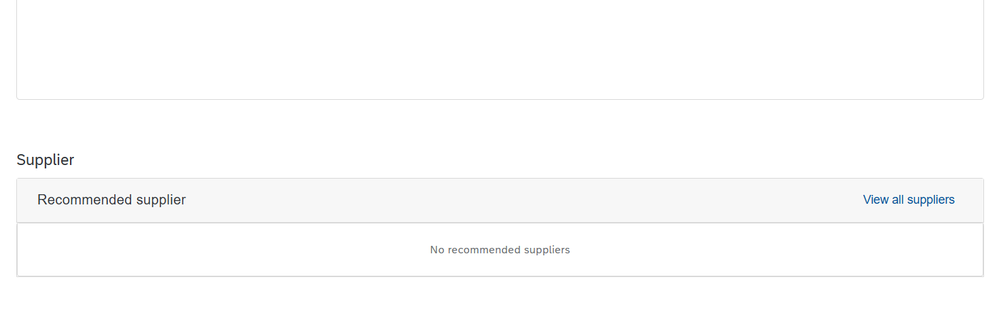 Supplier
Recommended supplier
View all suppliers
No recommended suppliers